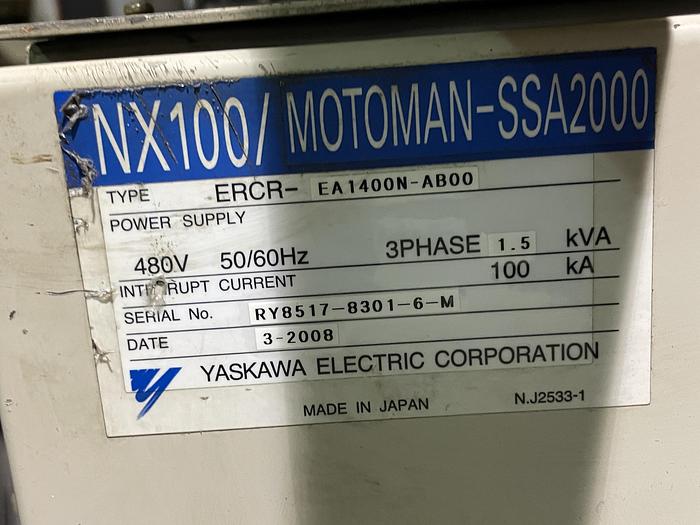 NX100/ MOTOMAN-SSA2000
TYPE ERCR- EA1400N-AB00
POWER SUPPLY
480V 50/60Hz 3PHASE 1.5 kVA
INTERRUPT CURRENT 100 kA
SERIAL No. RY8517-8301-6-M
DATE 3-2008
YASKAWA ELECTRIC CORPORATION
MADE IN JAPAN N.J2533-1